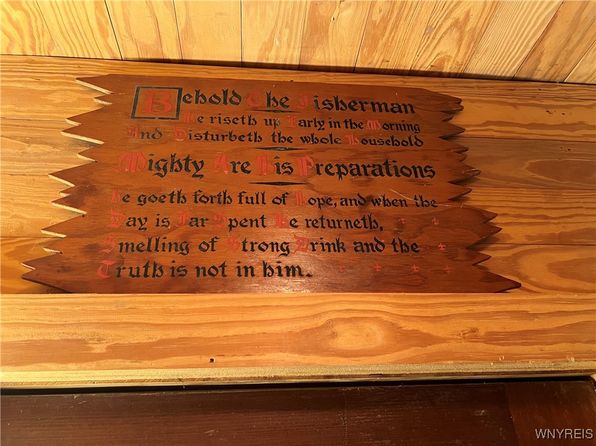 Behold The Fisherman
He riseth up Early in the Morning
And Disturbeth the whole Household
Mighty Are His Preparations
He goeth forth full of Hope, and when the
Day is Far Spent He returneth,
Smelling of Strong Drink and the
Truth is not in him.
WNYREIS